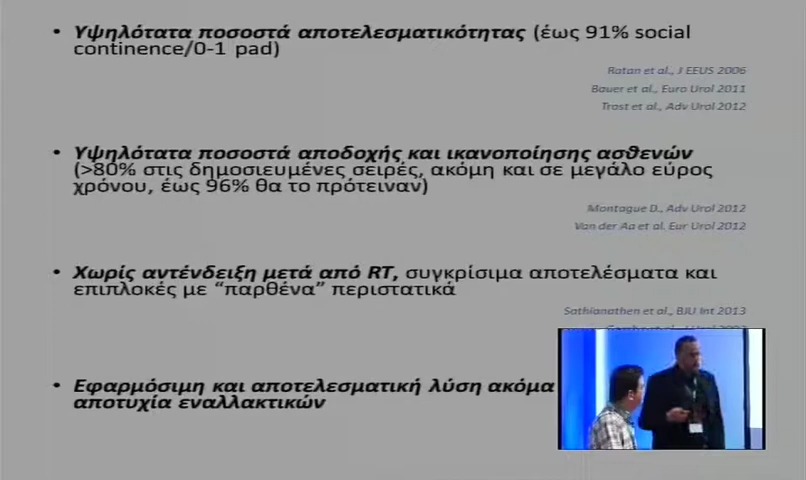 • Υψηλότατα ποσοστά αποτελεσματικότητας (έως 91% social
continence/0-1 pad)
Ratan et al., J EEUS 2006
Bauer et al., Euro Urol 2011
Trost et al., Adv Urol 2012
• Υψηλότατα ποσοστά αποδοχής και ικανοποίησης ασθενών
(>80% στις δημοσιευμένες σειρές, ακόμη και σε μεγάλο εύρος
χρόνου, έως 96% θα το πρότειναν)
Montague D., Adv Urol 2012
Van der Aa et al. Eur Urol 2012
• Χωρίς αντένδειξη μετά από RT, συγκρίσιμα αποτελέσματα και
επιπλοκές με “παρθένα” περιστατικά
Sathianathen et al., BJU Int 2013
• Εφαρμόσιμη και αποτελεσματική λύση ακόμα
αποτυχία εναλλακτικών